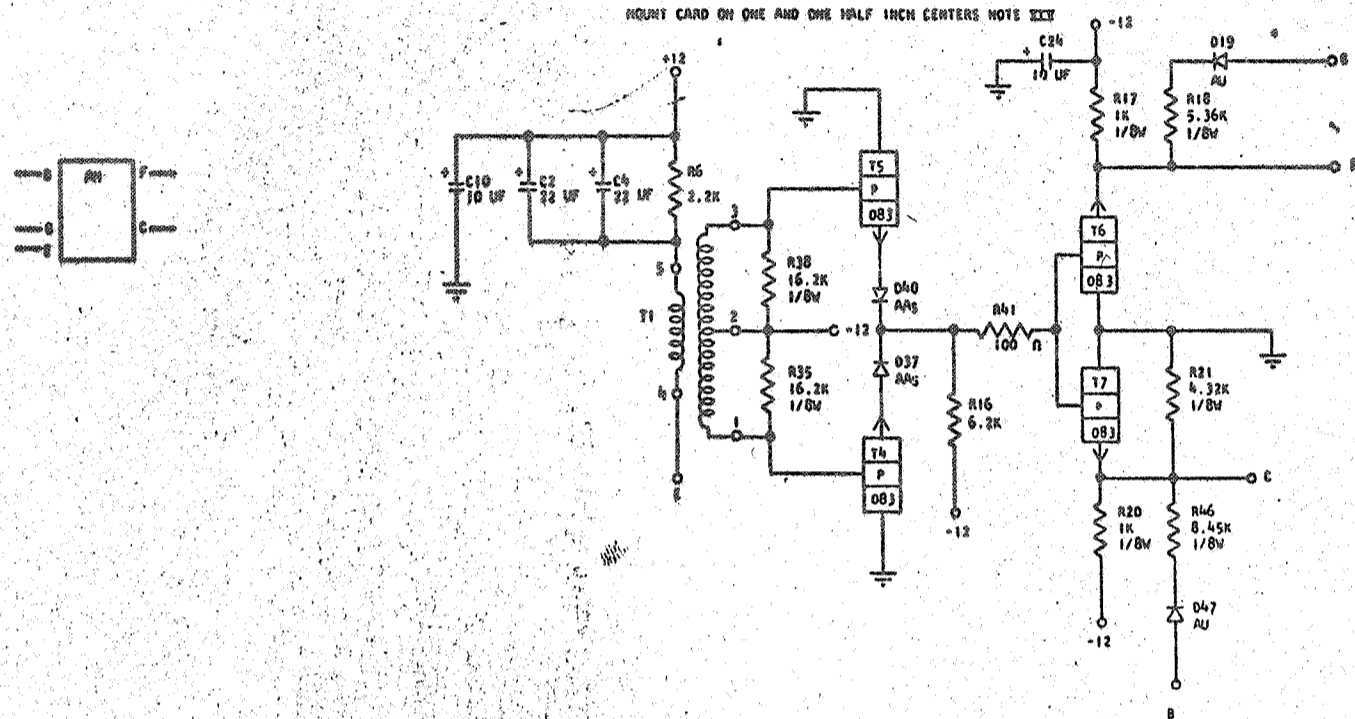 MOUNT CARD ON ONE AND ONE HALF INCH CENTERS NOTE XXV
-12
C24
+
10 UF
D19
AU
G
R17
1K
1/8W
R18
5.36K
1/8W
+12
AM
F
C
+
C10
10 UF
+
C2
22 UF
+
C4
22 UF
R6
2.2K
T5
P
083
T6
P
083
3
5
R38
16.2K
1/8W
D40
AAS
T1
2
-12
R41
100 Ω
4
R35
16.2K
1/8W
D37
AAS
T7
P
083
R21
4.32K
1/8W
R16
6.2K
1
T4
P
083
C
E
-12
R20
1K
1/8W
R46
8.45K
1/8W
D47
AU
-12
B